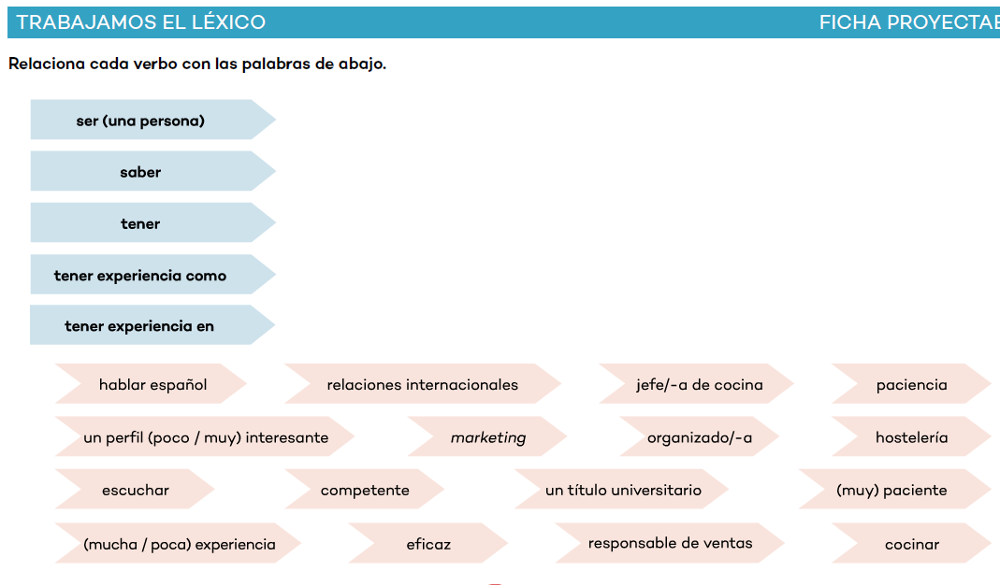 TRABAJAMOS EL LÉXICO FICHA PROYECTAB
Relaciona cada verbo con las palabras de abajo.
ser (una persona)
saber
tener
tener experiencia como
tener experiencia en
hablar español relaciones internacionales jefe/-a de cocina paciencia
un perfil (poco / muy) interesante marketing organizado/-a hostelería
escuchar competente un título universitario (muy) paciente
(mucha / poca) experiencia eficaz responsable de ventas cocinar